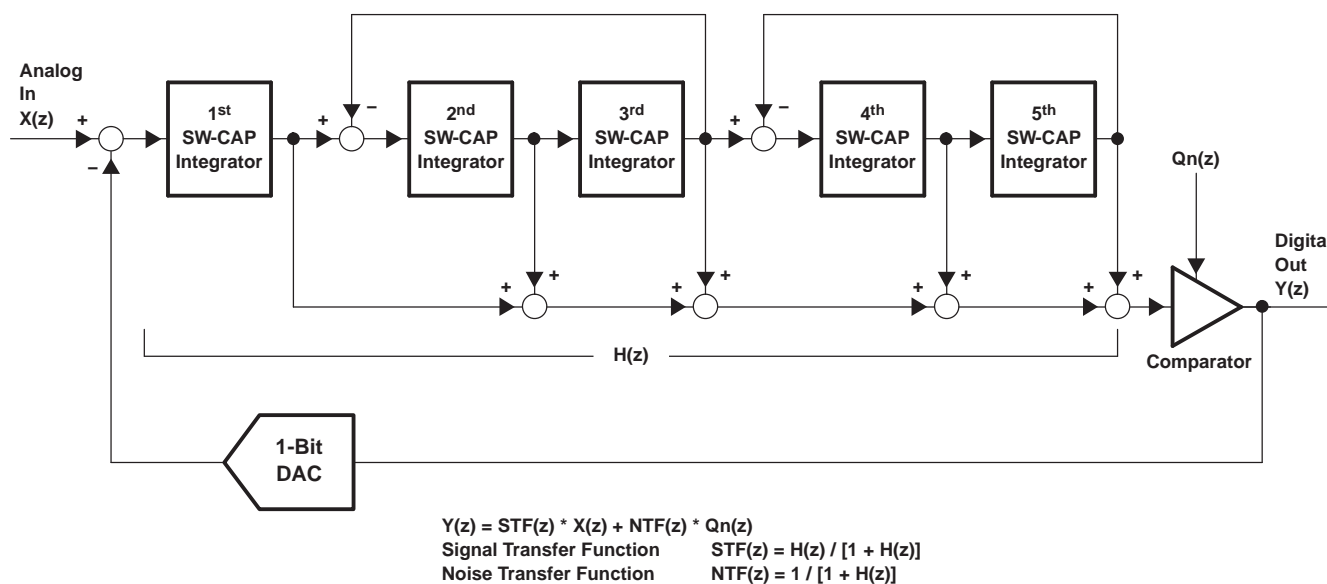 Analog
In
X(z)
+
−
1st
SW-CAP
Integrator
+
−
2nd
SW-CAP
Integrator
3rd
SW-CAP
Integrator
+
−
4th
SW-CAP
Integrator
5th
SW-CAP
Integrator
Qn(z)
Digital
Out
Y(z)
+
+
+
+
+
+
+
+
H(z)
Comparator
1-Bit
DAC
Y(z) = STF(z) * X(z) + NTF(z) * Qn(z)
Signal Transfer Function STF(z) = H(z) / [1 + H(z)]
Noise Transfer Function NTF(z) = 1 / [1 + H(z)]